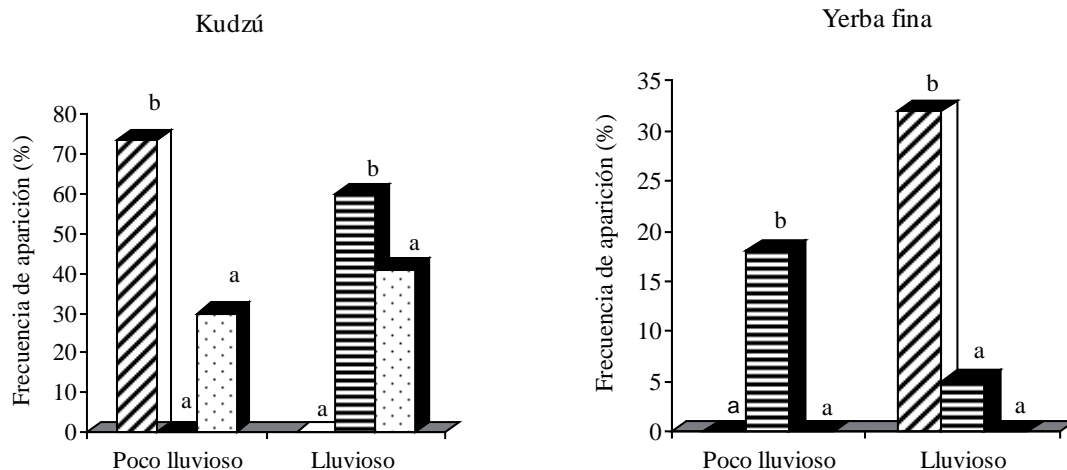 Kudzú
Frecuencia de aparición (%)
80
70
60
50
40
30
20
10
0
b
a
a
a
b
a
Poco lluvioso
Lluvioso
Yerba fina
Frecuencia de aparición (%)
35
30
25
20
15
10
5
0
a
b
a
b
a
a
Poco lluvioso
Lluvioso